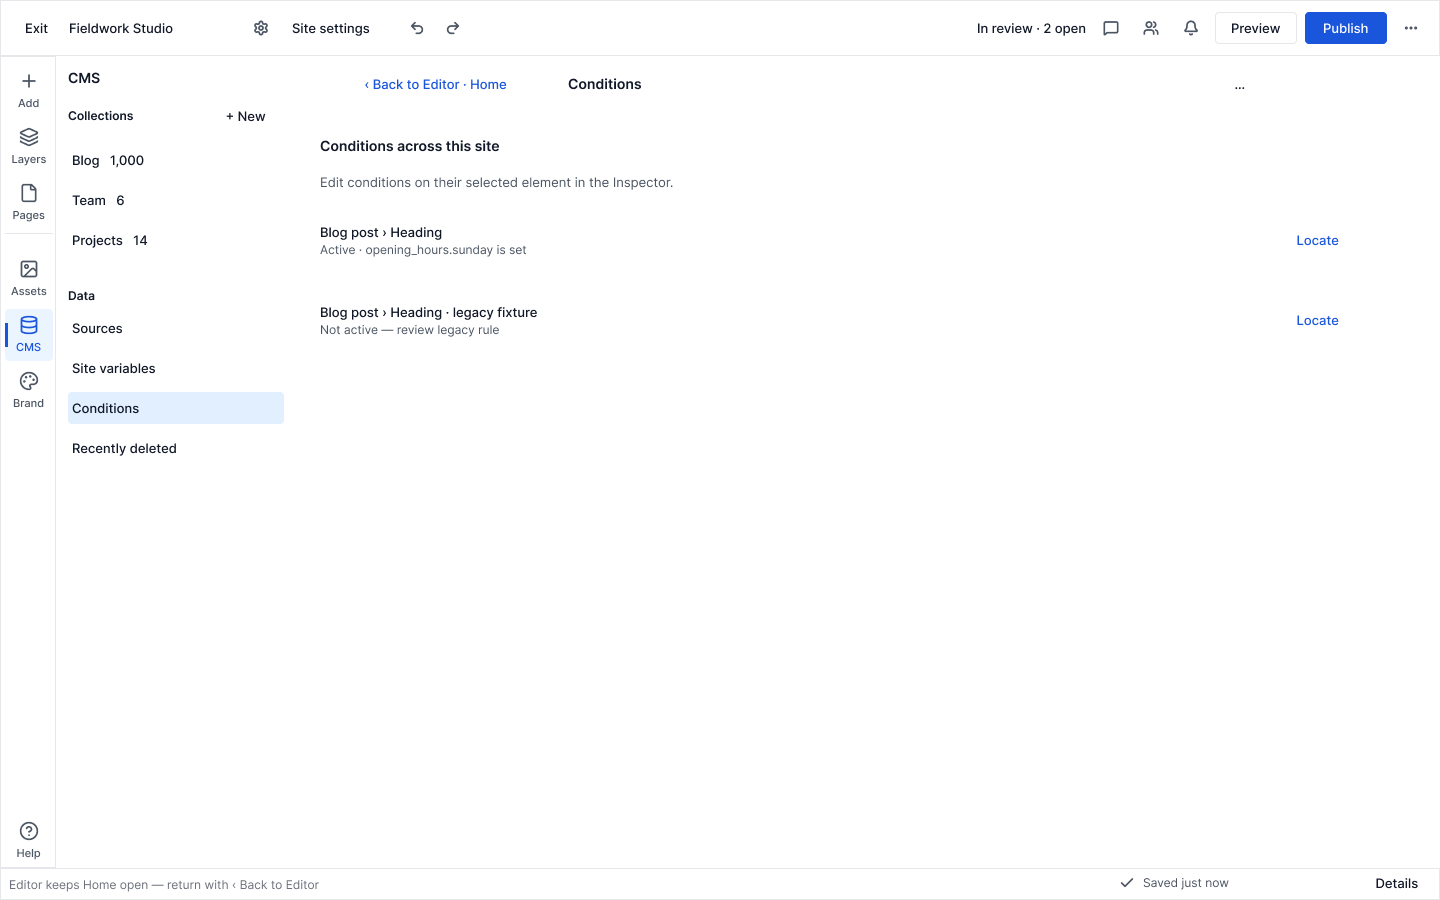 Exit Fieldwork Studio Site settings In review · 2 open Preview Publish
Add
Layers
Pages
Assets
CMS
Brand
Help
CMS
Collections + New
Blog 1,000
Team 6
Projects 14
Data
Sources
Site variables
Conditions
Recently deleted
‹ Back to Editor · Home Conditions ...
Conditions across this site
Edit conditions on their selected element in the Inspector.
Blog post › Heading
Active · opening_hours.sunday is set
Locate
Blog post › Heading · legacy fixture
Not active — review legacy rule
Locate
Editor keeps Home open — return with ‹ Back to Editor Saved just now Details